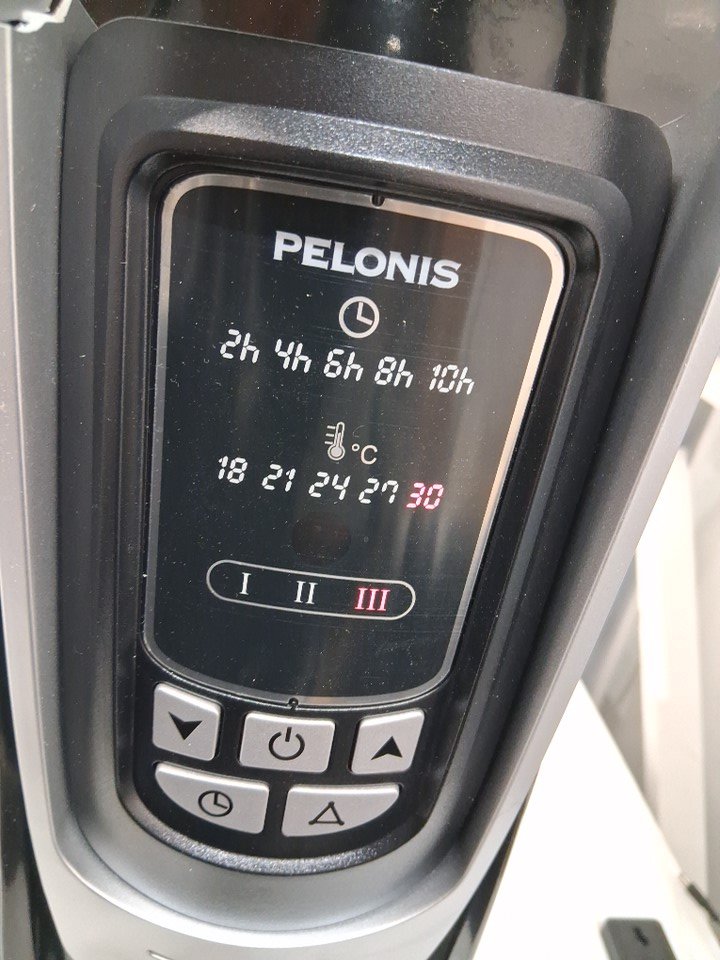 PELONIS
2h 4h 6h 8h 10h
°C
18 21 24 27 30
I II III